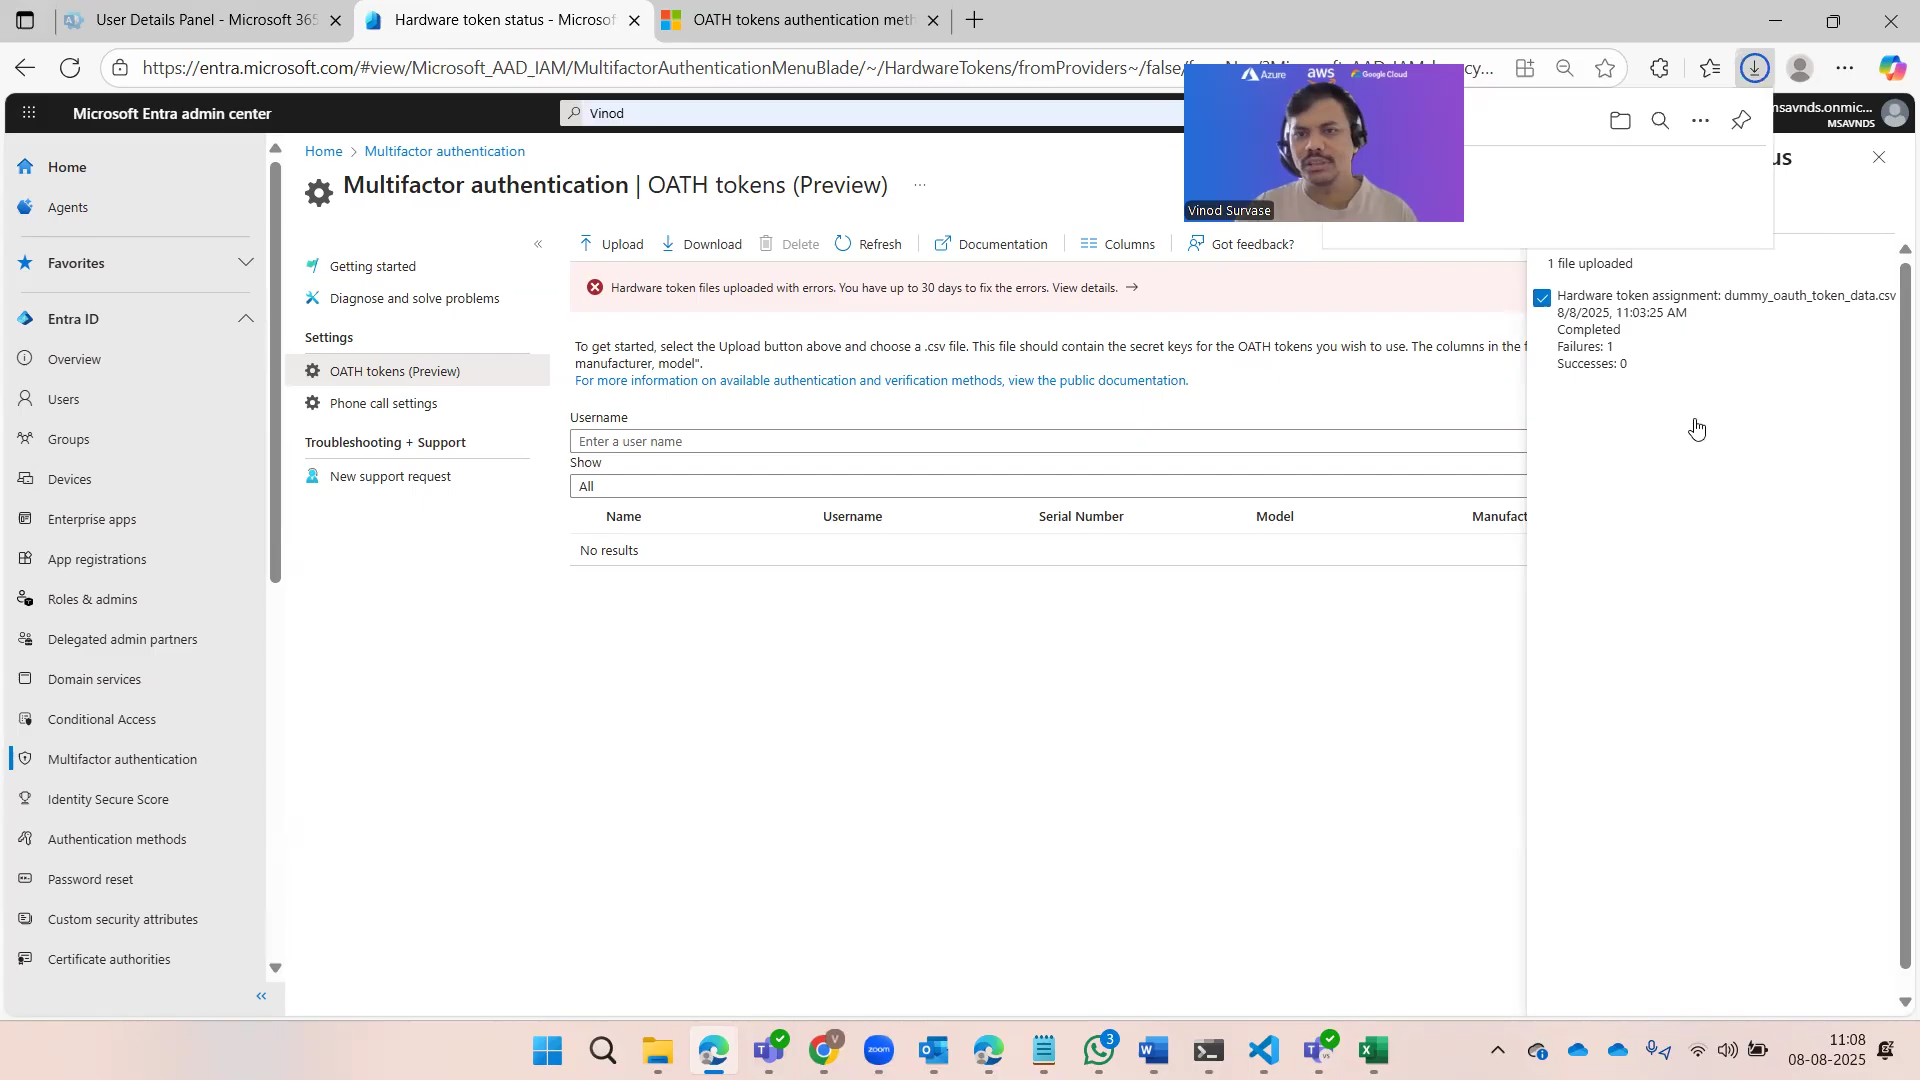 User Details Panel - Microsoft 365
Hardware token status - Microsof
OATH tokens authentication meth
https://entra.microsoft.com/#view/Microsoft_AAD_IAM/MultifactorAuthenticationMenuBlade/~/HardwareTokens/fromProviders~/false/
Microsoft Entra admin center
Vinod
Azure aws Google Cloud
Vinod Survase
msavnds.onmic...
MSAVNDS
us
Home
Agents
Favorites
Entra ID
Overview
Users
Groups
Devices
Enterprise apps
App registrations
Roles & admins
Delegated admin partners
Domain services
Conditional Access
Multifactor authentication
Identity Secure Score
Authentication methods
Password reset
Custom security attributes
Certificate authorities
Home > Multifactor authentication
Multifactor authentication | OATH tokens (Preview) ...
Getting started
Diagnose and solve problems
Settings
OATH tokens (Preview)
Phone call settings
Troubleshooting + Support
New support request
Upload Download Delete Refresh Documentation Columns Got feedback?
Hardware token files uploaded with errors. You have up to 30 days to fix the errors. View details. →
To get started, select the Upload button above and choose a .csv file. This file should contain the secret keys for the OATH tokens you wish to use. The columns in the f
manufacturer, model".
For more information on available authentication and verification methods, view the public documentation.
Username
Enter a user name
Show
All
Name Username Serial Number Model Manufact
No results
1 file uploaded
Hardware token assignment: dummy_oauth_token_data.csv
8/8/2025, 11:03:25 AM
Completed
Failures: 1
Successes: 0
V
zoom
3
11:08
08-08-2025